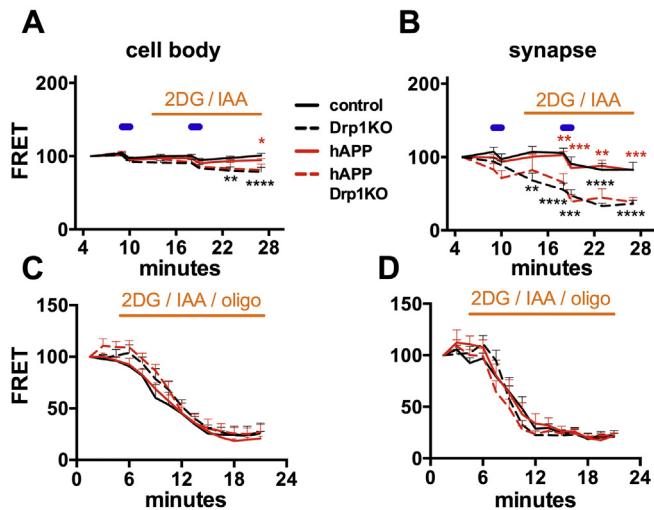 A
cell body
B
synapse
200
100
0
FRET
2DG / IAA
*
**
****
4
10
16
22
28
minutes
control
Drp1KO
hAPP
hAPP
Drp1KO
200
100
0
2DG / IAA
**
***
**
***
**
****
***
****
****
4
10
16
22
28
minutes
C
2DG / IAA / oligo
150
100
50
0
FRET
0
6
12
18
24
minutes
D
2DG / IAA / oligo
150
100
50
0
0
6
12
18
24
minutes